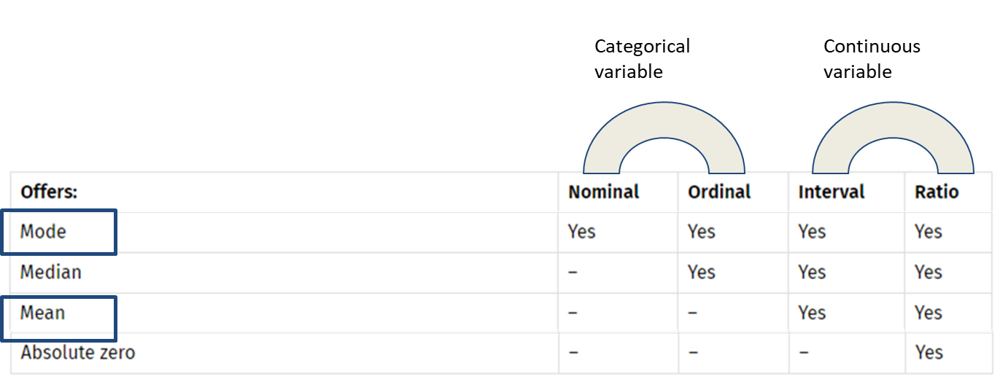 Categorical
variable
Continuous
variable
Offers: Nominal Ordinal Interval Ratio
Mode Yes Yes Yes Yes
Median – Yes Yes Yes
Mean – – Yes Yes
Absolute zero – – – Yes